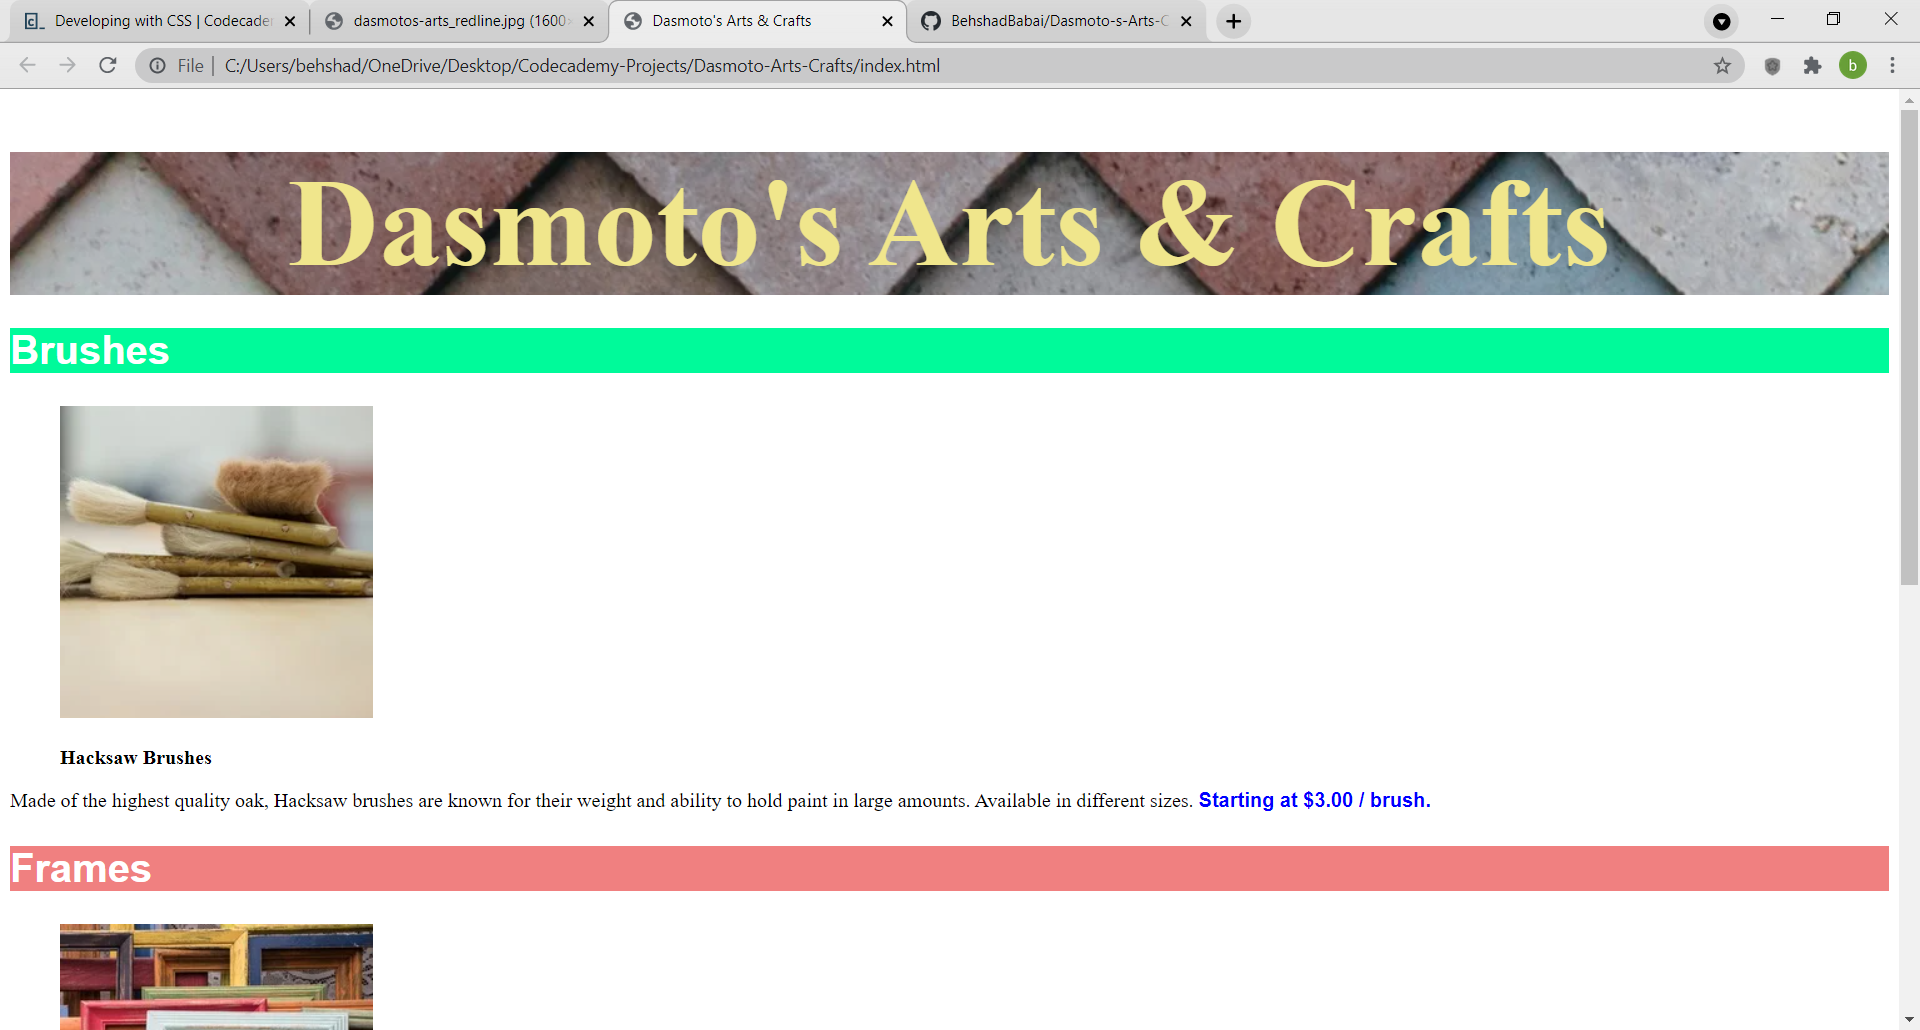 Developing with CSS | Codecader
dasmotos-arts_redline.jpg (1600×
Dasmoto's Arts & Crafts
BehshadBabai/Dasmoto-s-Arts-C
File
C:/Users/behshad/OneDrive/Desktop/Codecademy-Projects/Dasmoto-Arts-Crafts/index.html
b
Dasmoto's Arts & Crafts
Brushes
Hacksaw Brushes
Made of the highest quality oak, Hacksaw brushes are known for their weight and ability to hold paint in large amounts. Available in different sizes. Starting at $3.00 / brush.
Frames